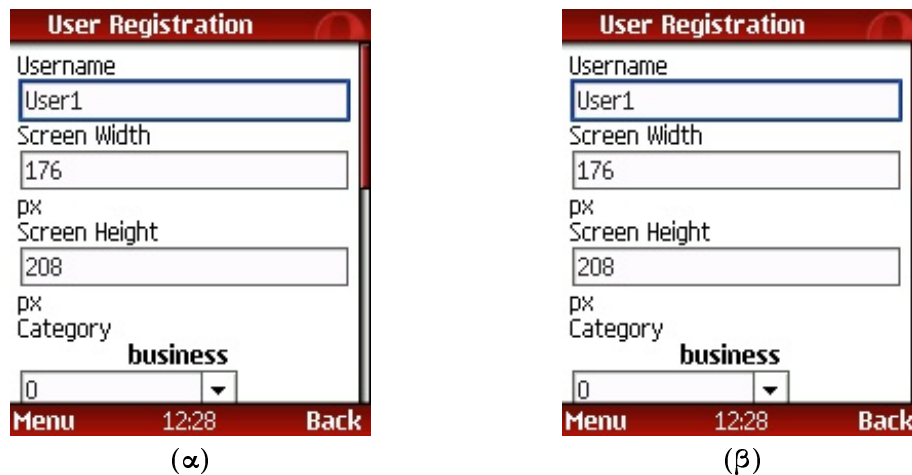 User Registration
Username
User1
Screen Width
176
px
Screen Height
208
px
Category
business
0
Menu 12:28 Back
(α)
User Registration
Username
User1
Screen Width
176
px
Screen Height
208
px
Category
business
0
Menu 12:28 Back
(β)